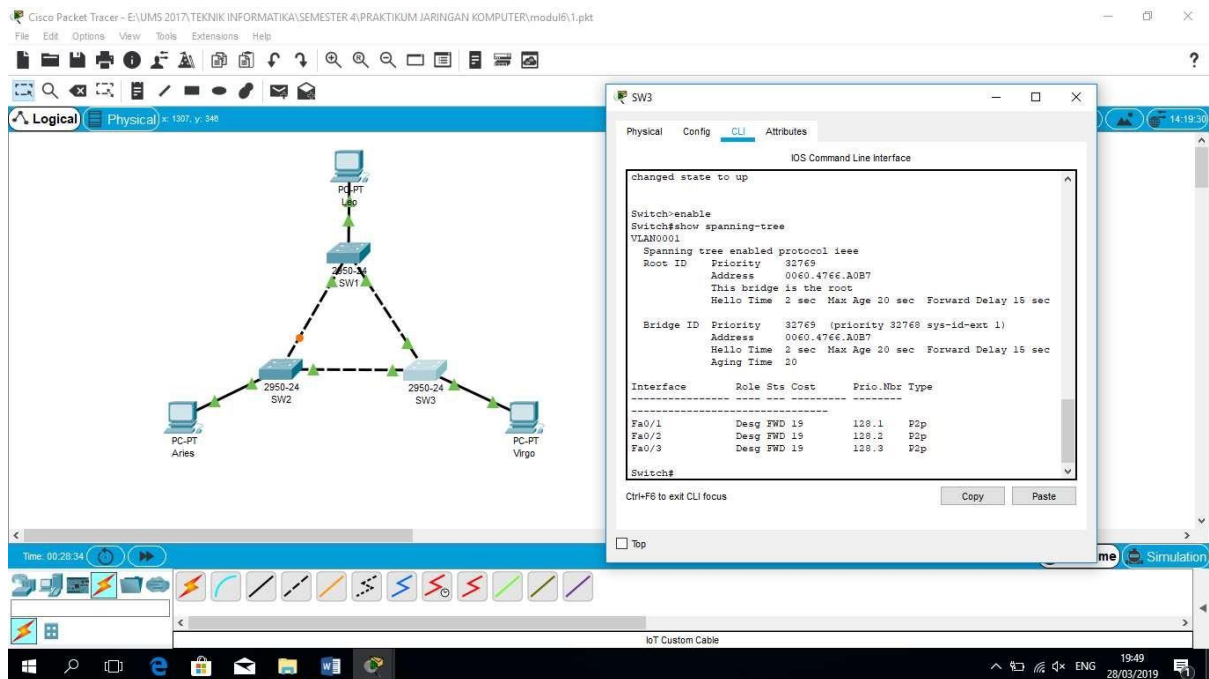 Cisco Packet Tracer - E:\UMS 2017\TEKNIK INFORMATIKA\SEMESTER 4\PRAKTIKUM JARINGAN KOMPUTER\modul6\1.pkt
File Edit Options View Tools Extensions Help
?
Logical Physical x: 1307, y: 346
14:19:30
PC-PT
Leo
2950-24
SW1
2950-24
SW2
2950-24
SW3
PC-PT
Aries
PC-PT
Virgo
SW3
Physical Config CLI Attributes
IOS Command Line Interface
changed state to up
Switch>enable
Switch#show spanning-tree
VLAN0001
Spanning tree enabled protocol ieee
Root ID Priority 32769
Address 0060.4766.A0B7
This bridge is the root
Hello Time 2 sec Max Age 20 sec Forward Delay 15 sec
Bridge ID Priority 32769 (priority 32768 sys-id-ext 1)
Address 0060.4766.A0B7
Hello Time 2 sec Max Age 20 sec Forward Delay 15 sec
Aging Time 20
Interface Role Sts Cost Prio.Nbr Type
---------------- ---- --- --------- --------
--------------------------------
Fa0/1 Desg FWD 19 128.1 P2p
Fa0/2 Desg FWD 19 128.2 P2p
Fa0/3 Desg FWD 19 128.3 P2p
Switch#
Ctrl+F6 to exit CLI focus
Copy Paste
Top
Time: 00:28:34
me Simulation
IoT Custom Cable
ENG
19:49
28/03/2019